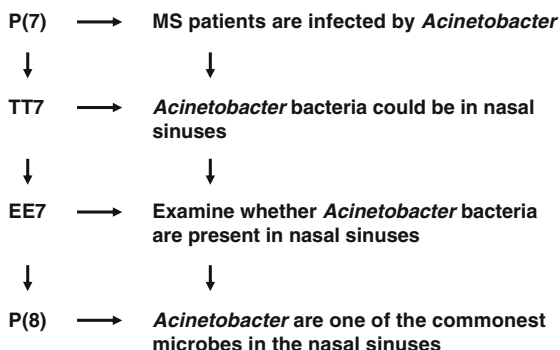 P(7) MS patients are infected by Acinetobacter
TT7 Acinetobacter bacteria could be in nasal
sinuses
EE7 Examine whether Acinetobacter bacteria
are present in nasal sinuses
P(8) Acinetobacter are one of the commonest
microbes in the nasal sinuses